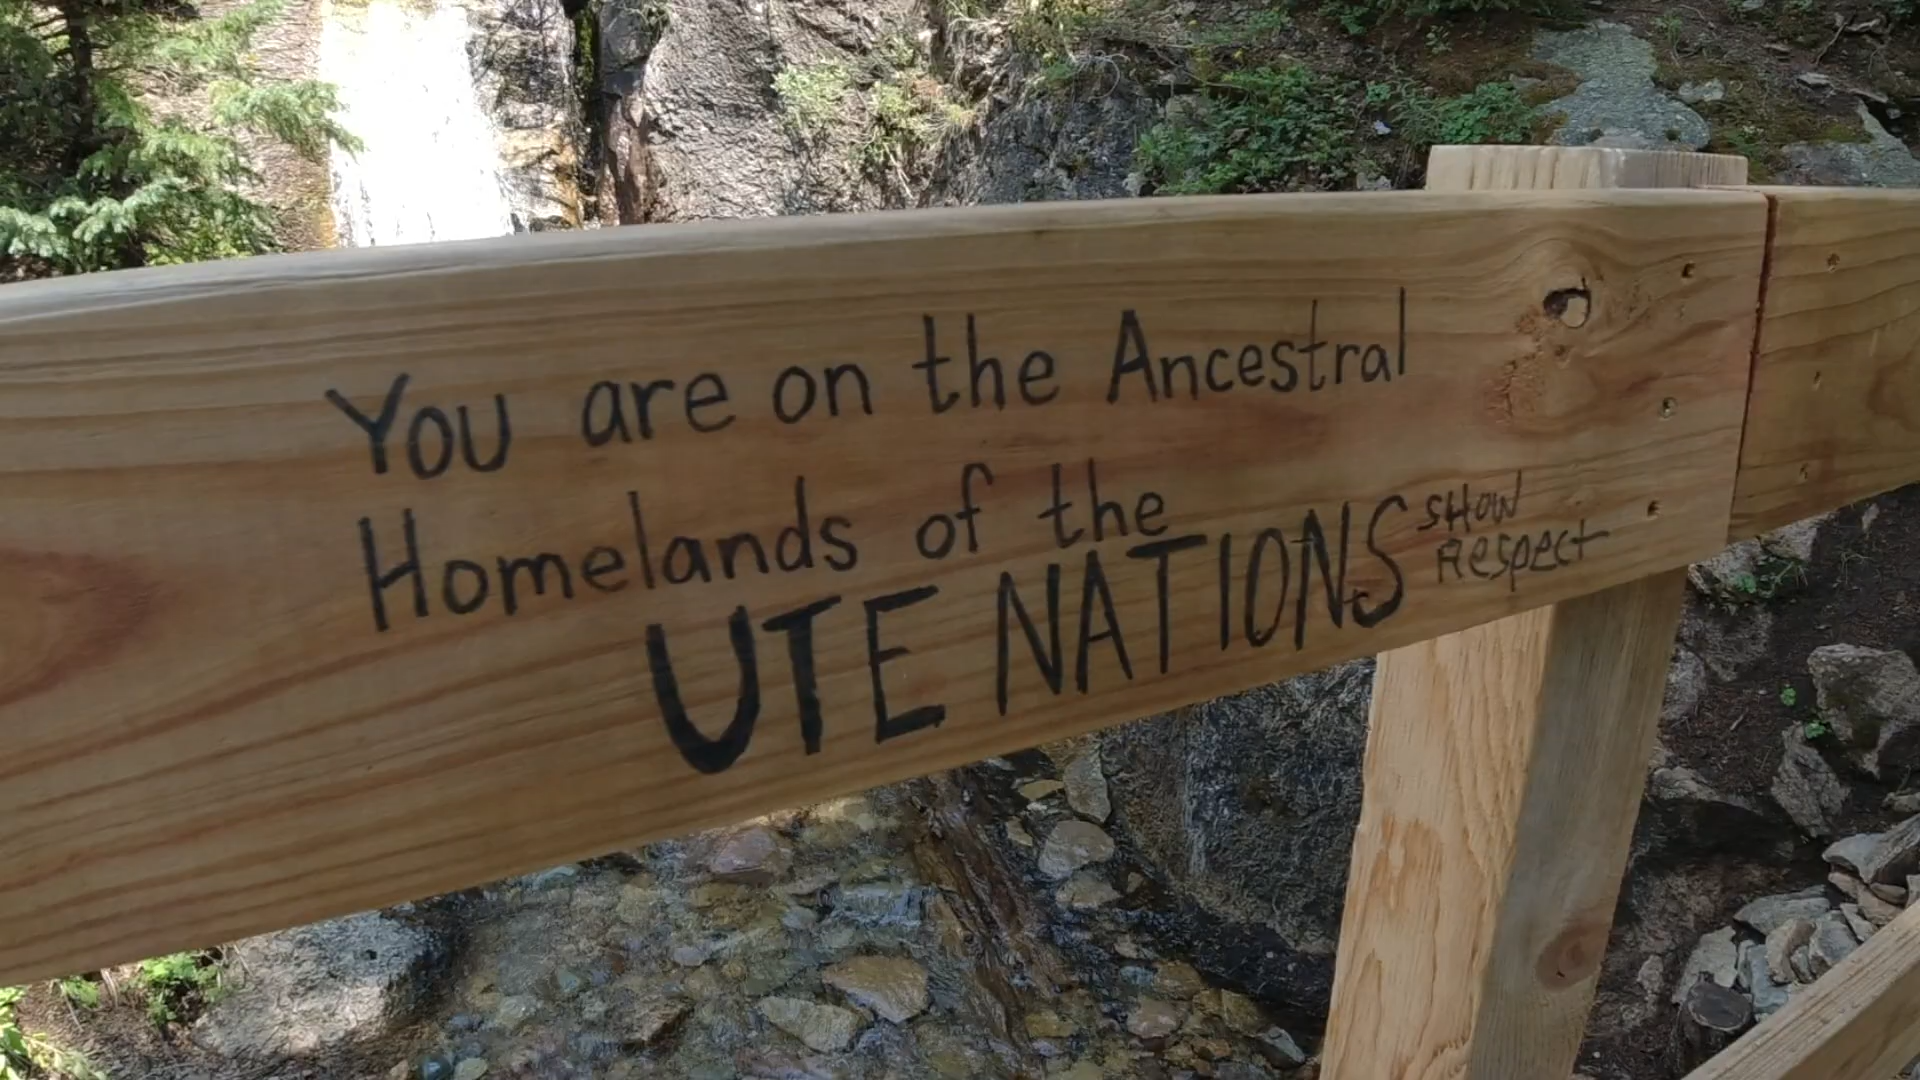 You are on the Ancestral
Homelands of the
UTE NATIONS
SHOW
Respect